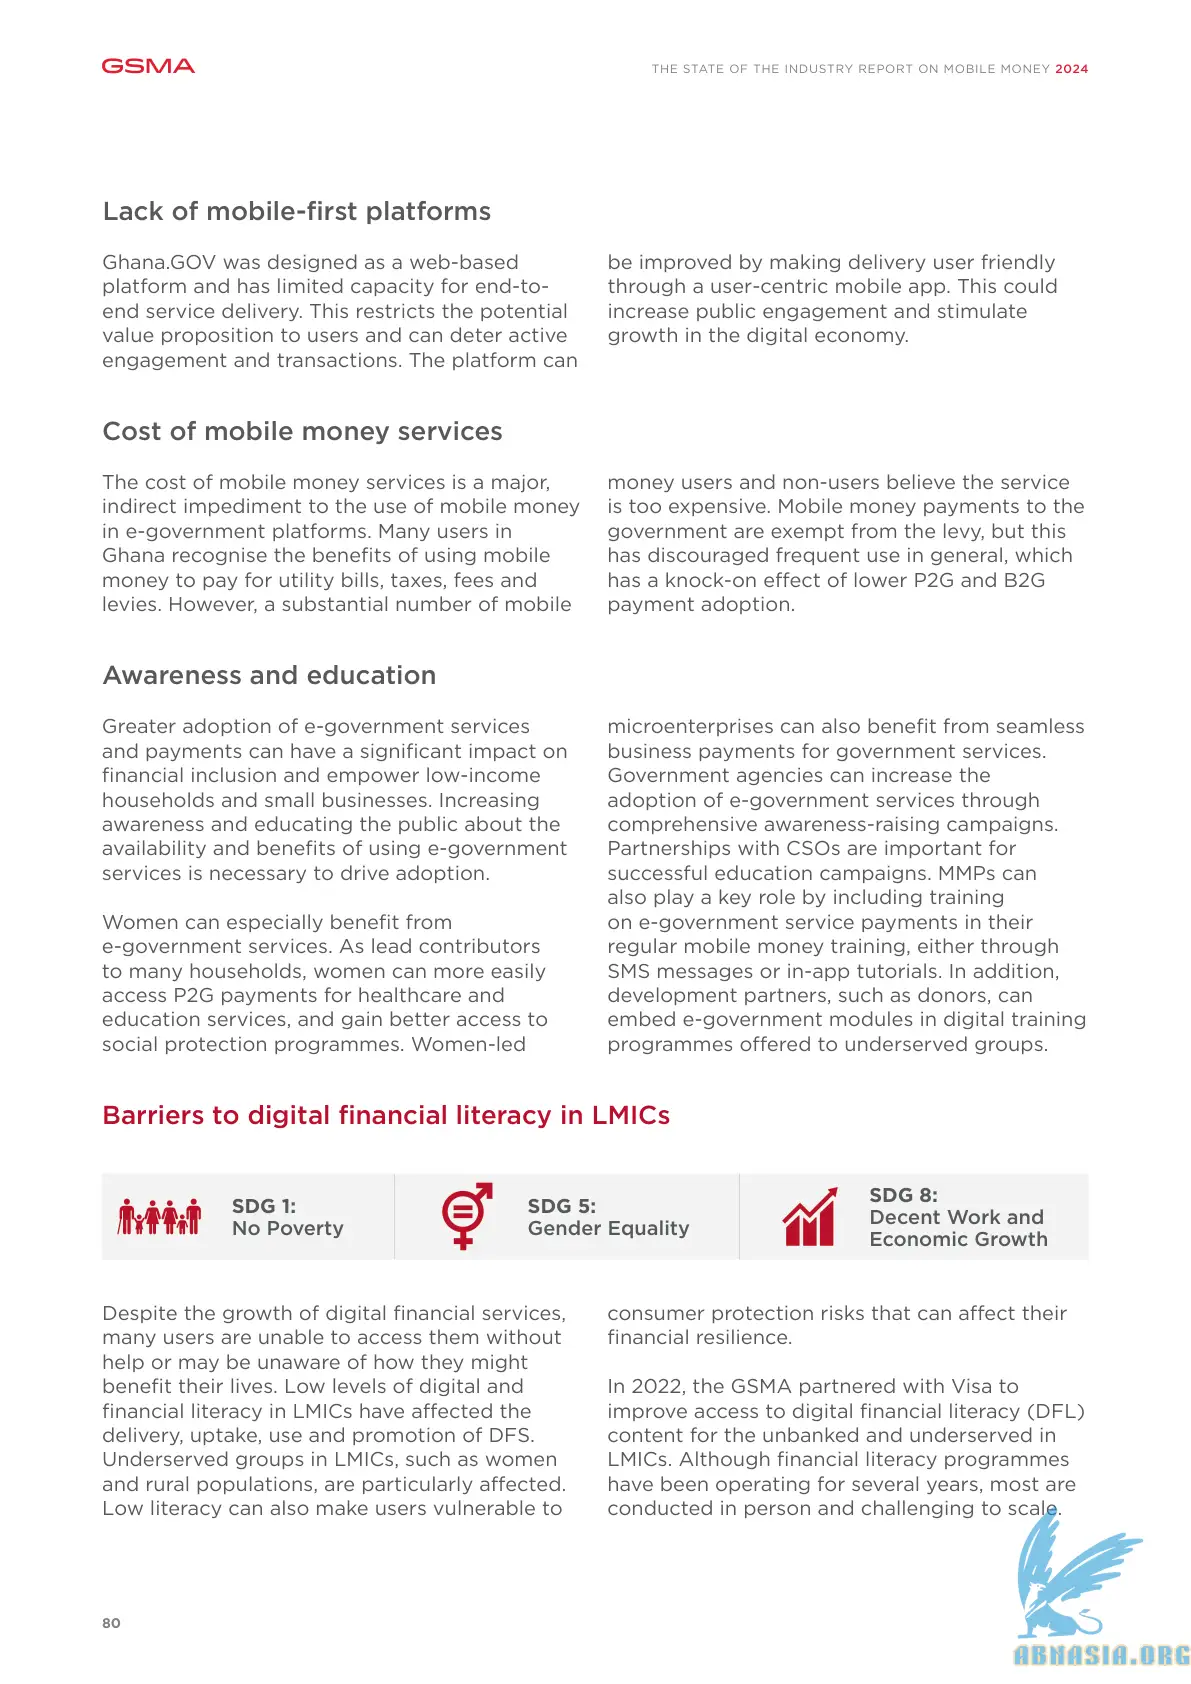 GSMA
THE STATE OF THE INDUSTRY REPORT ON MOBILE MONEY 2024
Lack of mobile-first platforms
Ghana.GOV was designed as a web-based
platform and has limited capacity for end-to-
end service delivery. This restricts the potential
value proposition to users and can deter active
engagement and transactions. The platform can
be improved by making delivery user friendly
through a user-centric mobile app. This could
increase public engagement and stimulate
growth in the digital economy.
Cost of mobile money services
The cost of mobile money services is a major,
indirect impediment to the use of mobile money
in e-government platforms. Many users in
Ghana recognise the benefits of using mobile
money to pay for utility bills, taxes, fees and
levies. However, a substantial number of mobile
money users and non-users believe the service
is too expensive. Mobile money payments to the
government are exempt from the levy, but this
has discouraged frequent use in general, which
has a knock-on effect of lower P2G and B2G
payment adoption.
Awareness and education
Greater adoption of e-government services
and payments can have a significant impact on
financial inclusion and empower low-income
households and small businesses. Increasing
awareness and educating the public about the
availability and benefits of using e-government
services is necessary to drive adoption.
Women can especially benefit from
e-government services. As lead contributors
to many households, women can more easily
access P2G payments for healthcare and
education services, and gain better access to
social protection programmes. Women-led
microenterprises can also benefit from seamless
business payments for government services.
Government agencies can increase the
adoption of e-government services through
comprehensive awareness-raising campaigns.
Partnerships with CSOs are important for
successful education campaigns. MMPs can
also play a key role by including training
on e-government service payments in their
regular mobile money training, either through
SMS messages or in-app tutorials. In addition,
development partners, such as donors, can
embed e-government modules in digital training
programmes offered to underserved groups.
Barriers to digital financial literacy in LMICs
SDG 1:
No Poverty
SDG 5:
Gender Equality
SDG 8:
Decent Work and
Economic Growth
Despite the growth of digital financial services,
many users are unable to access them without
help or may be unaware of how they might
benefit their lives. Low levels of digital and
financial literacy in LMICs have affected the
delivery, uptake, use and promotion of DFS.
Underserved groups in LMICs, such as women
and rural populations, are particularly affected.
Low literacy can also make users vulnerable to
consumer protection risks that can affect their
financial resilience.
In 2022, the GSMA partnered with Visa to
improve access to digital financial literacy (DFL)
content for the unbanked and underserved in
LMICs. Although financial literacy programmes
have been operating for several years, most are
conducted in person and challenging to scale.
80
ABNASIA.ORG